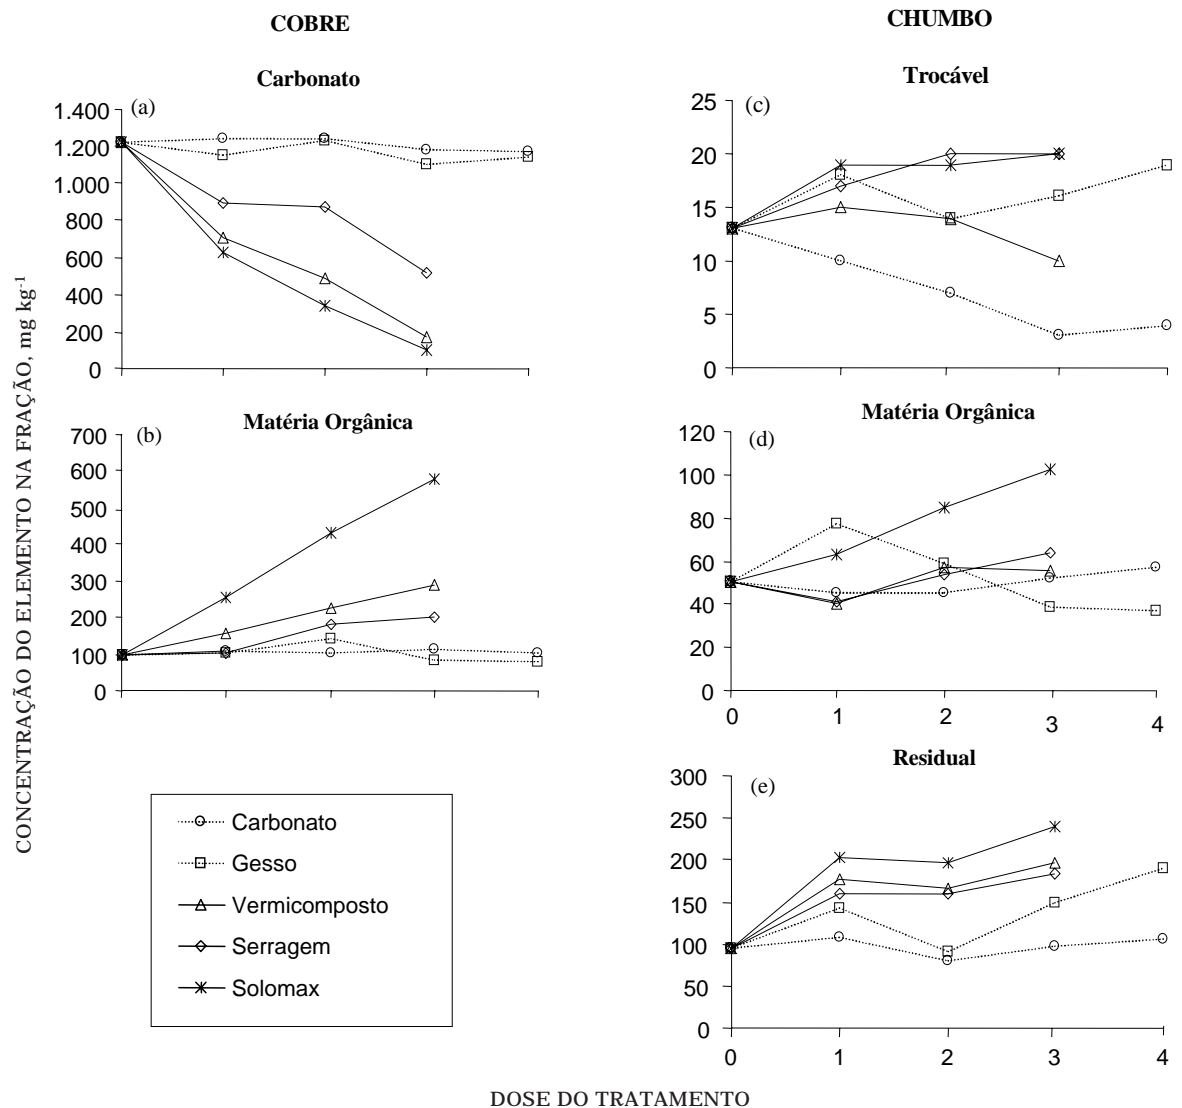 COBRE
Carbonato
(a)
1.400
1.200
1.000
800
600
400
200
0
Matéria Orgânica
(b)
700
600
500
400
300
200
100
0
CHUMBO
Trocável
(c)
25
20
15
10
5
0
Matéria Orgânica
(d)
120
100
80
60
40
20
0
0 1 2 3 4
Residual
(e)
300
250
200
150
100
50
0
0 1 2 3 4
Carbonato
Gesso
Vermicomposto
Serragem
Solomax
CONCENTRAÇÃO DO ELEMENTO NA FRAÇÃO, mg kg⁻¹
DOSE DO TRATAMENTO